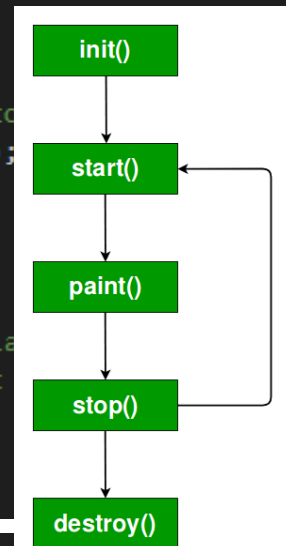 init()
start()
paint()
stop()
destroy()